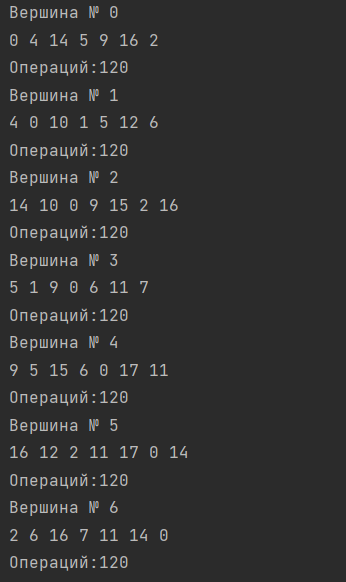 Вершина № 0
0 4 14 5 9 16 2
Операций:120
Вершина № 1
4 0 10 1 5 12 6
Операций:120
Вершина № 2
14 10 0 9 15 2 16
Операций:120
Вершина № 3
5 1 9 0 6 11 7
Операций:120
Вершина № 4
9 5 15 6 0 17 11
Операций:120
Вершина № 5
16 12 2 11 17 0 14
Операций:120
Вершина № 6
2 6 16 7 11 14 0
Операций:120